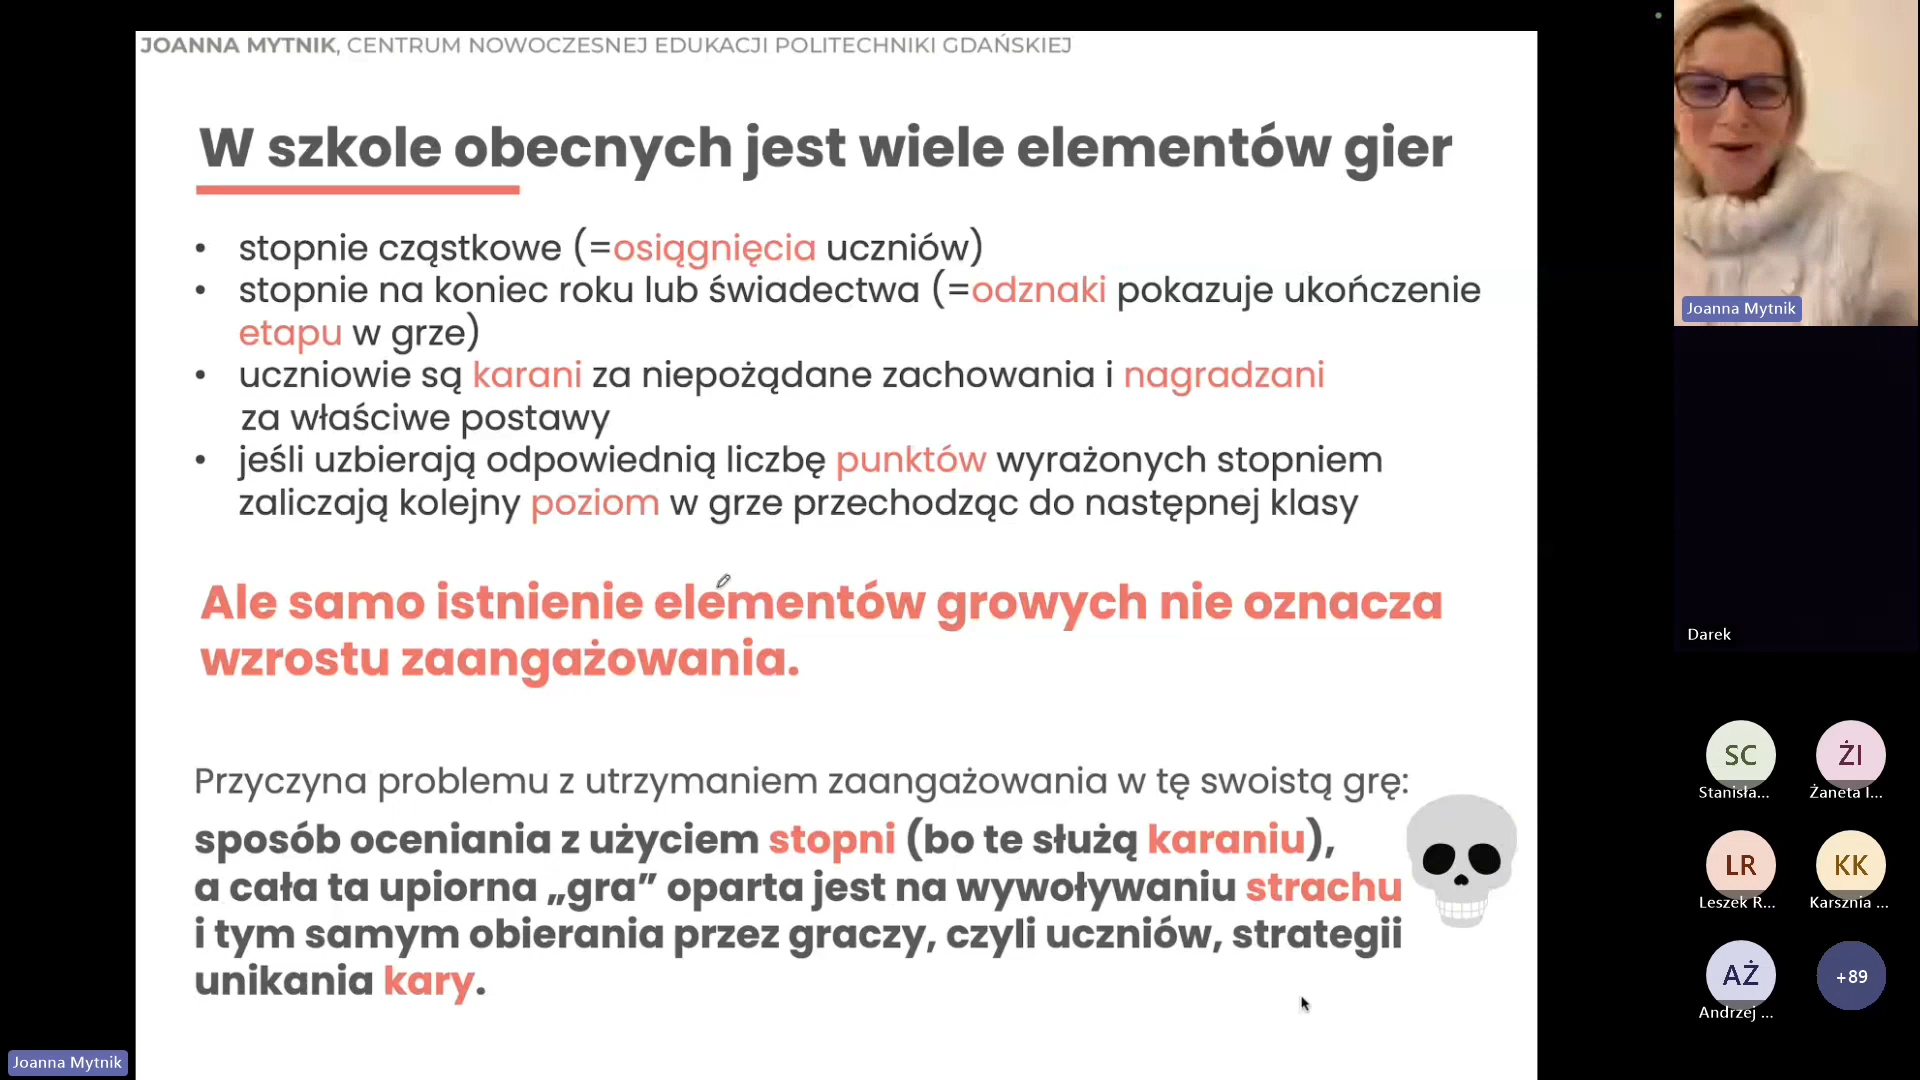 JOANNA MYTNIK, CENTRUM NOWOCZESNEJ EDUKACJI POLITECHNIKI GDAŃSKIEJ
W szkole obecnych jest wiele elementów gier
• stopnie cząstkowe (=osiągnięcia uczniów)
• stopnie na koniec roku lub świadectwa (=odznaki pokazuje ukończenie
etapu w grze)
• uczniowie są karani za niepożądane zachowania i nagradzani
za właściwe postawy
• jeśli uzbierają odpowiednią liczbę punktów wyrażonych stopniem
zaliczają kolejny poziom w grze przechodząc do następnej klasy
Ale samo istnienie elementów growych nie oznacza
wzrostu zaangażowania.
Przyczyna problemu z utrzymaniem zaangażowania w tę swoistą grę:
sposób oceniania z użyciem stopni (bo te służą karaniu),
a cała ta upiorna „gra” oparta jest na wywoływaniu strachu
i tym samym obierania przez graczy, czyli uczniów, strategii
unikania kary.
Joanna Mytnik
Joanna Mytnik
Darek
SC
Stanisła...
ŻI
Żaneta I...
LR
Leszek R...
KK
Karsznia ...
AŻ
Andrzej ...
+89